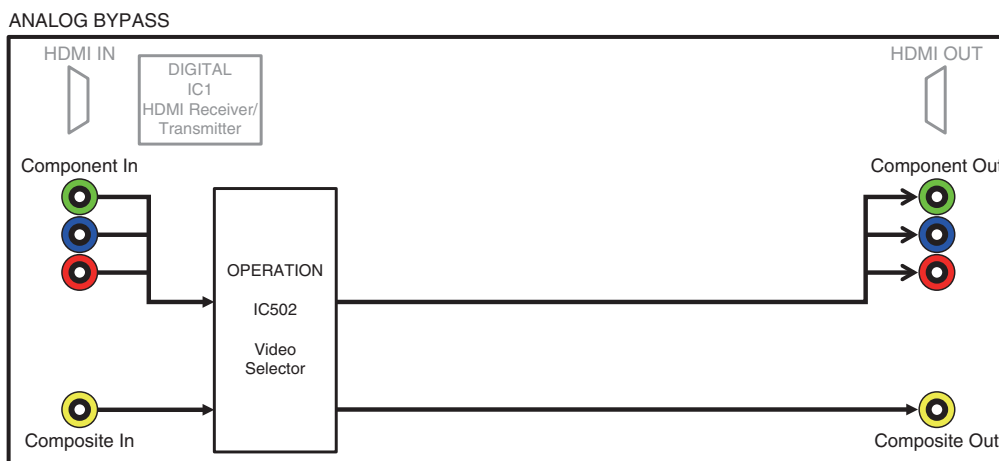 ANALOG BYPASS
HDMI IN
DIGITAL
IC1
HDMI Receiver/
Transmitter
HDMI OUT
Component In
Component Out
OPERATION
IC502
Video
Selector
Composite In
Composite Out